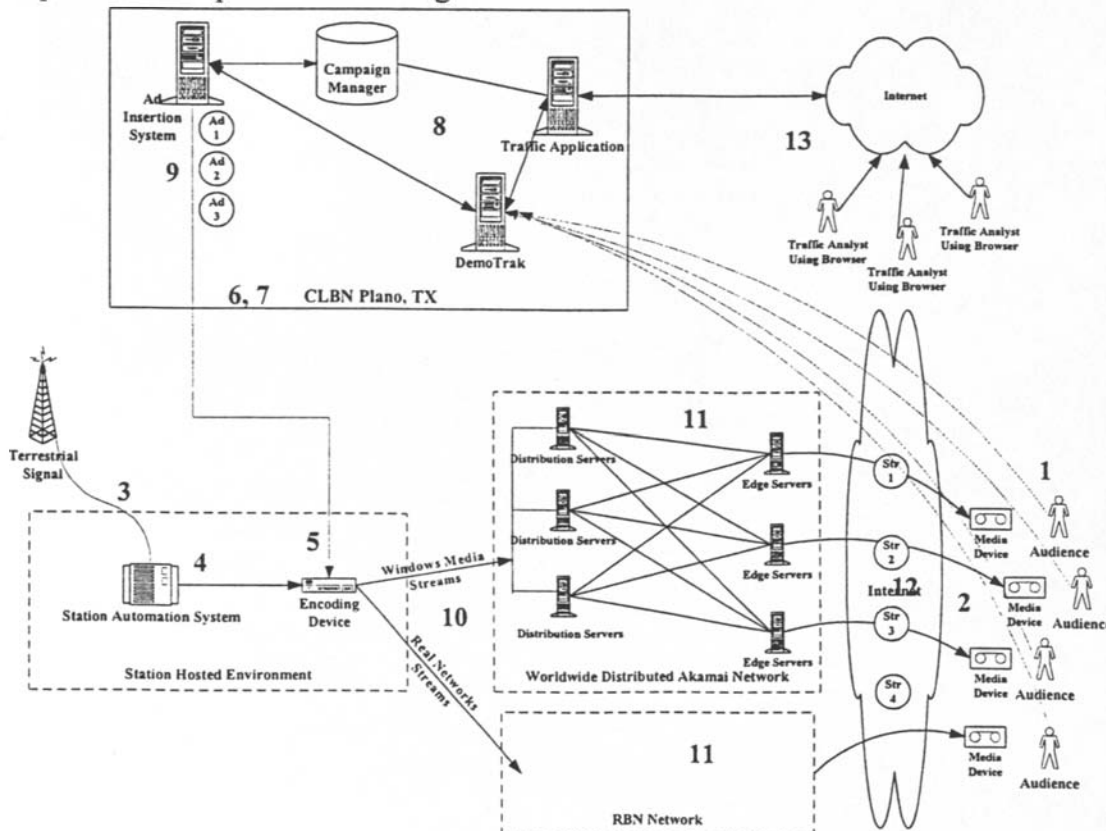 Campaign
Manager
Ad
Insertion
System
Ad
1
Ad
2
Ad
3
9
8
Traffic Application
DemoTrak
6, 7
CLBN Plano, TX
Internet
13
Traffic Analyst
Using Browser
Traffic Analyst
Using Browser
Traffic Analyst
Using Browser
Terrestrial
Signal
3
4
Station Automation System
5
Encoding
Device
Station Hosted Environment
Windows Media
Streams
10
Real Networks
Streams
11
Distribution Servers
Distribution Servers
Distribution Servers
Edge Servers
Edge Servers
Edge Servers
Worldwide Distributed Akamai Network
11
RBN Network
Str
1
Str
2
Internet
12
Str
3
Str
4
1
2
Media
Device
Audience
Media
Device
Audience
Media
Device
Audience
Media
Device
Audience